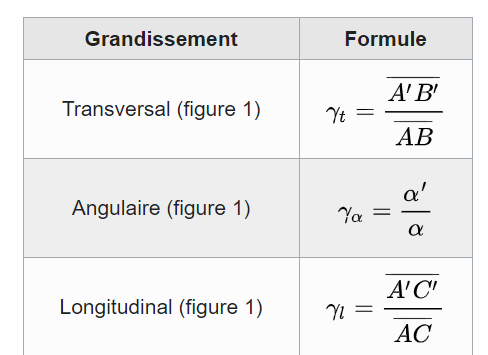 Grandissement Formule
Transversal (figure 1) γt = A′B′ / AB
Angulaire (figure 1) γα = α′ / α
Longitudinal (figure 1) γl = A′C′ / AC